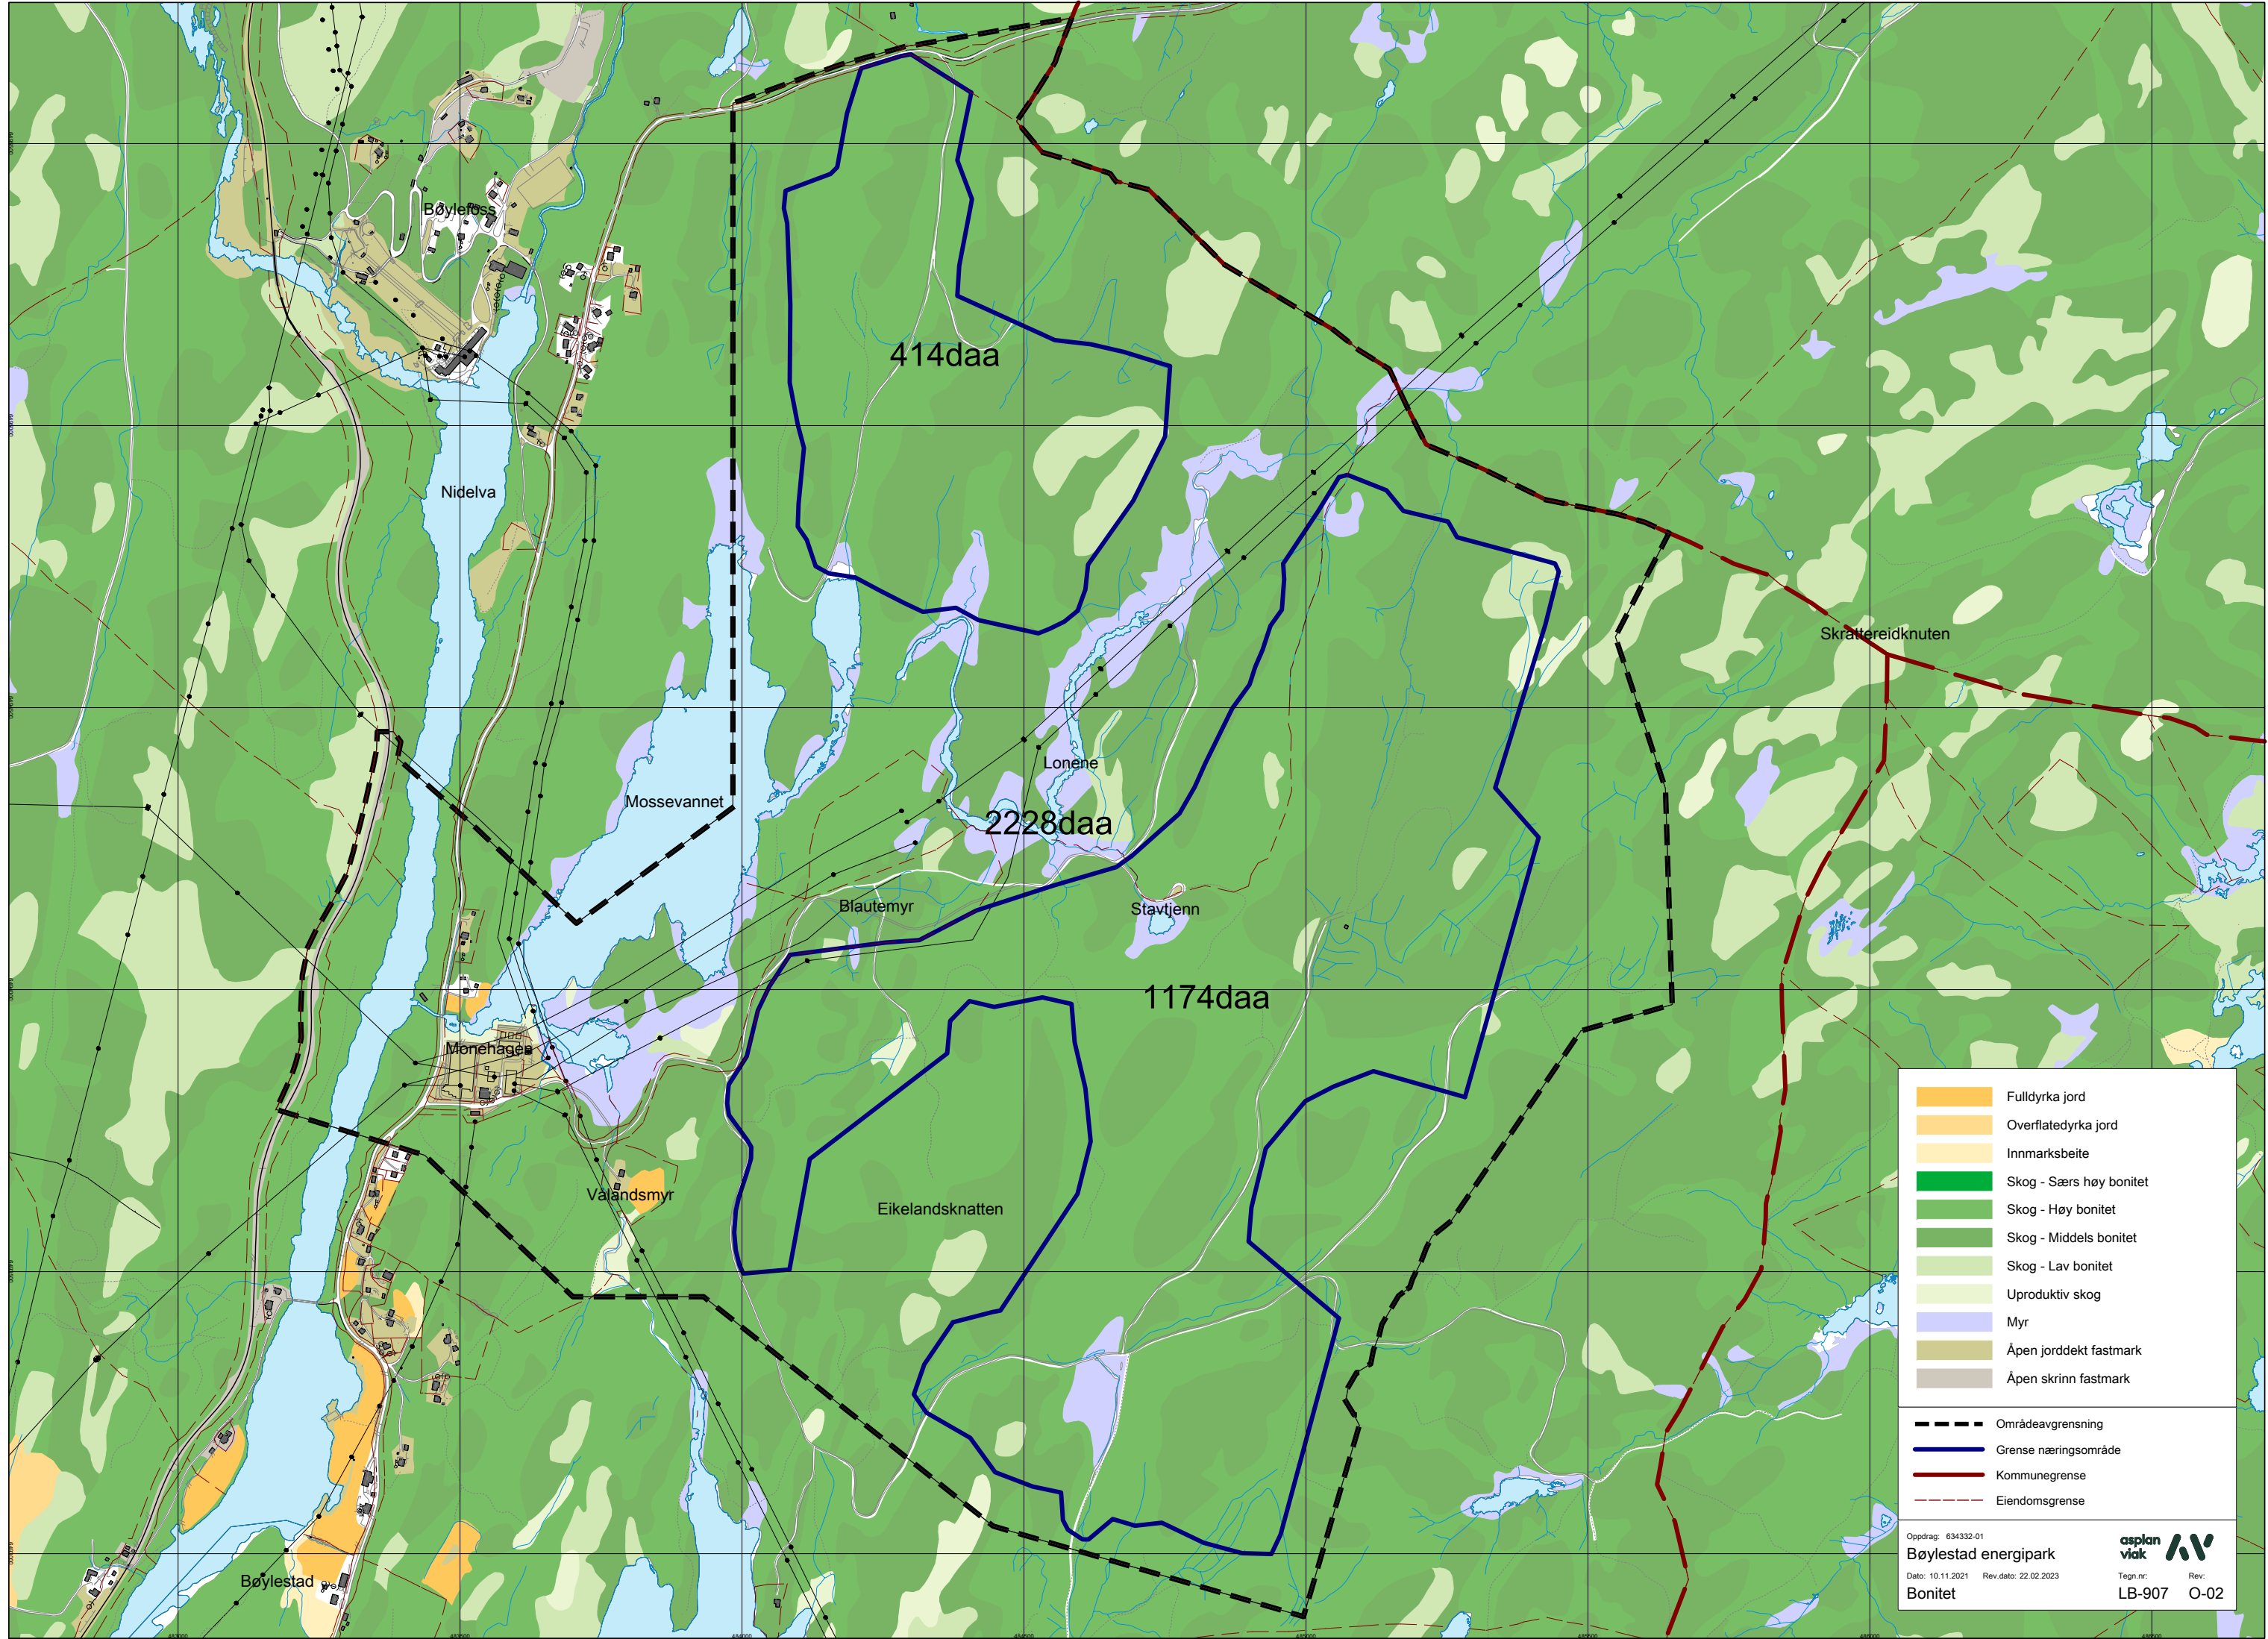 Bøylefoss
414daa
Nidelva
Skrattereidknuten
Lonene
Mossevannet
2228daa
Blautemyr
Stavtjenn
1174daa
Monehagen
Vålandsmyr
Eikelandsknatten
Bøylestad
Fulldyrka jord
Overflatedyrka jord
Innmarksbeite
Skog - Særs høy bonitet
Skog - Høy bonitet
Skog - Middels bonitet
Skog - Lav bonitet
Uproduktiv skog
Myr
Åpen jorddekt fastmark
Åpen skrinn fastmark
Områdeavgrensning
Grense næringsområde
Kommunegrense
Eiendomsgrense
Oppdrag: 634332-01
Bøylestad energipark
asplan
viak
Dato: 10.11.2021 Rev.dato: 22.02.2023 Tegn.nr: Rev:
Bonitet LB-907 O-02